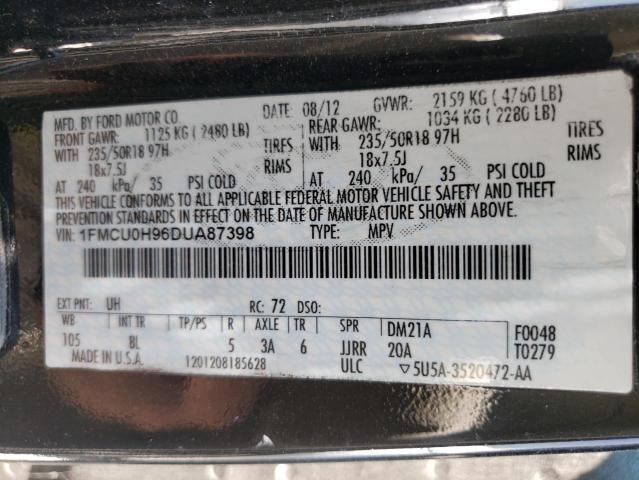 MFD. BY FORD MOTOR CO. DATE: 08/12 GVWR: 2159 KG ( 4760 LB)
FRONT GAWR: 1125 KG ( 2480 LB) REAR GAWR: 1034 KG ( 2280 LB)
WITH 235/50R18 97H TIRES WITH 235/50R18 97H TIRES
18x7.5J RIMS 18x7.5J RIMS
AT 240 kPa/ 35 PSI COLD AT 240 kPa/ 35 PSI COLD
THIS VEHICLE CONFORMS TO ALL APPLICABLE FEDERAL MOTOR VEHICLE SAFETY AND THEFT
PREVENTION STANDARDS IN EFFECT ON THE DATE OF MANUFACTURE SHOWN ABOVE.
VIN: 1FMCU0H96DUA87398 TYPE: MPV
EXT PNT: UH RC: 72 DSO:
WB INT TR TP/PS R AXLE TR SPR DM21A F0048
105 BL 5 3A 6 JJRR 20A T0279
MADE IN U.S.A. 1201208185628 ULC ▽5U5A-3520472-AA